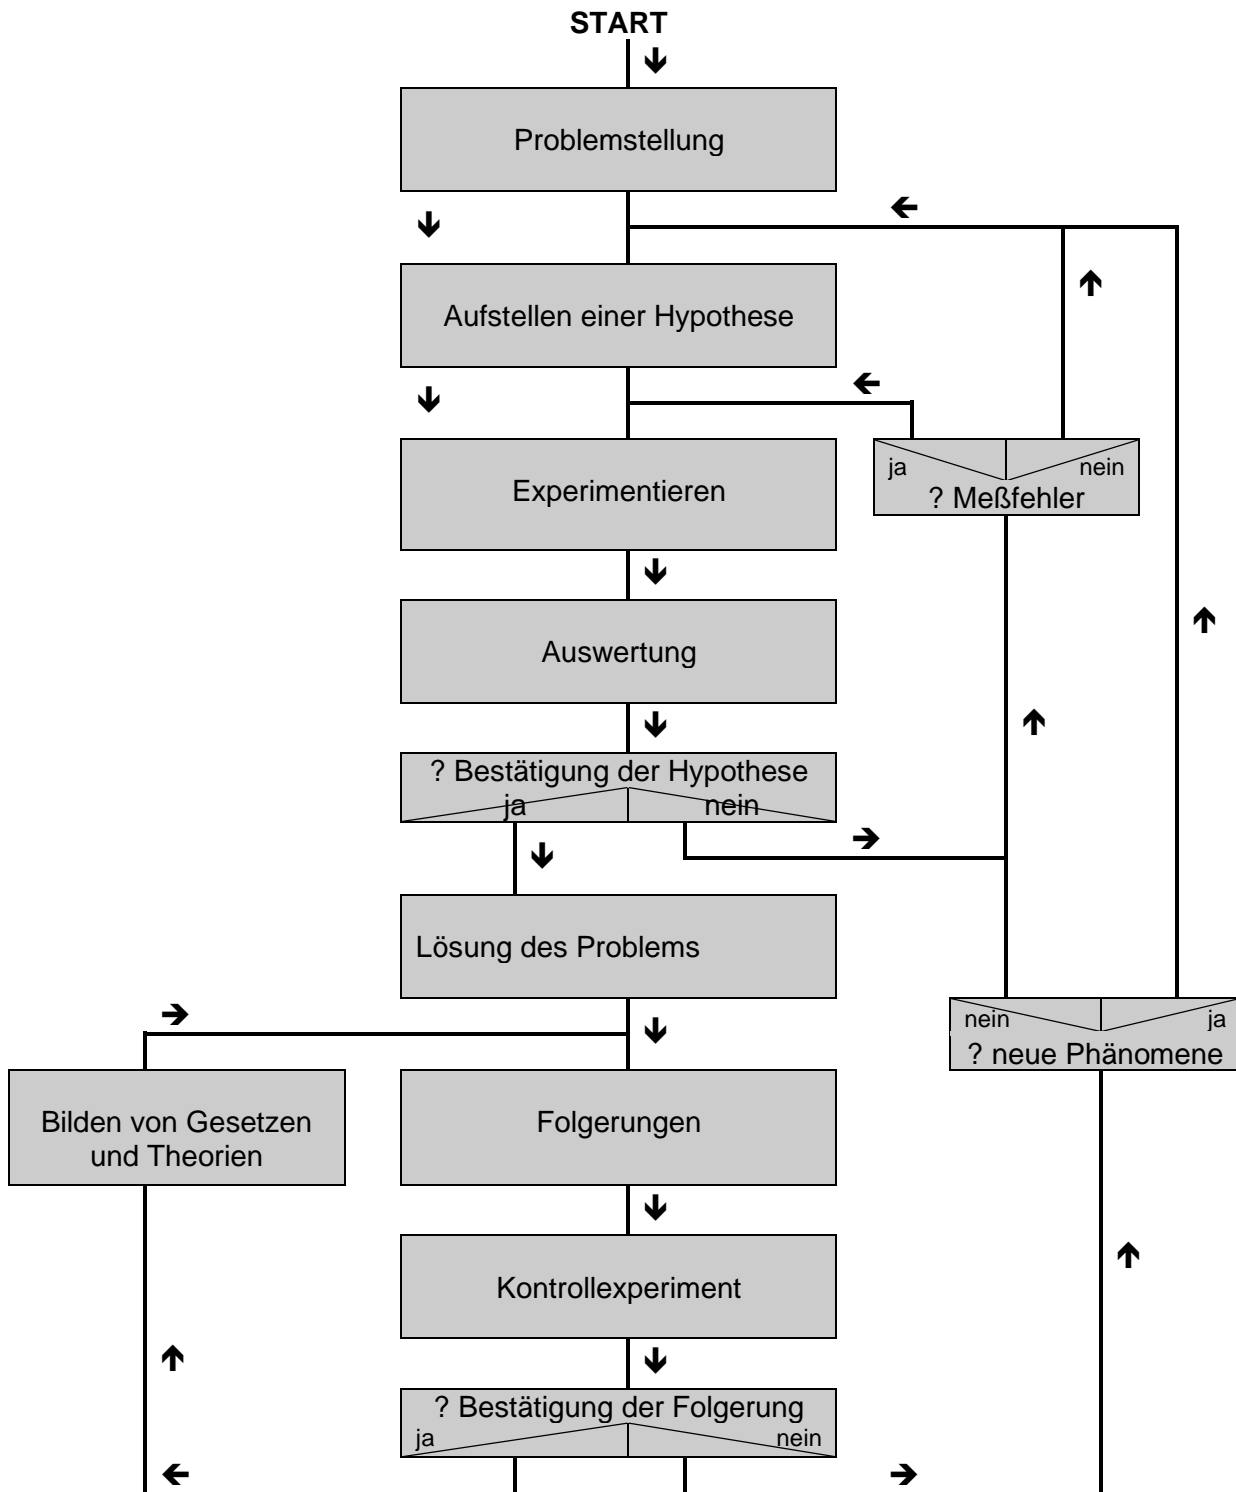 START
Problemstellung
Aufstellen einer Hypothese
ja
nein
? Meßfehler
Experimentieren
Auswertung
? Bestätigung der Hypothese
ja
nein
Lösung des Problems
nein
ja
? neue Phänomene
Bilden von Gesetzen
und Theorien
Folgerungen
Kontrollexperiment
? Bestätigung der Folgerung
ja
nein